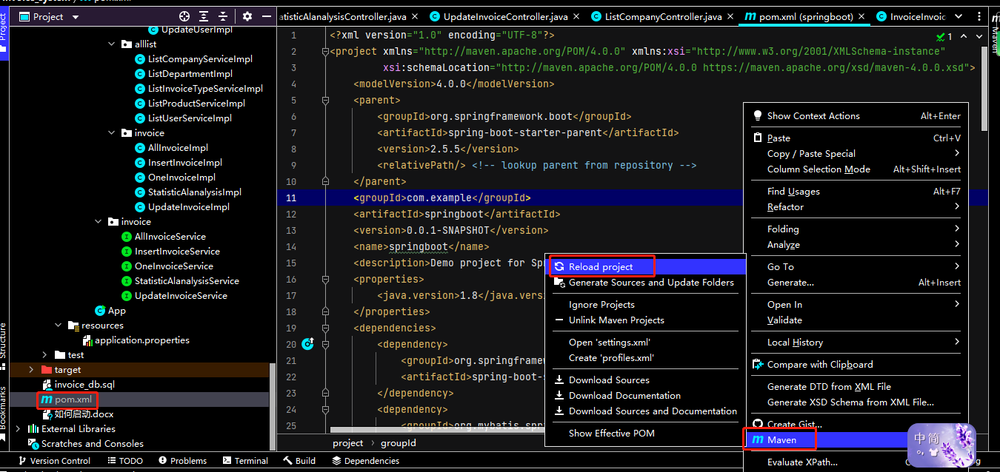 Project
atisticAlanalysisController.java
UpdateInvoiceController.java
ListCompanyController.java
pom.xml (springboot)
InvoiceInvoic
Project
Structure
Bookmarks
Maven
UpdateUserImpl
alllist
ListCompanyServiceImpl
ListDepartmentImpl
ListInvoiceTypeServiceImpl
ListProductServiceImpl
ListUserServiceImpl
invoice
AllInvoiceImpl
InsertInvoiceImpl
OneInvoiceImpl
StatisticAlanalysisImpl
UpdateInvoiceImpl
invoice
AllInvoiceService
InsertInvoiceService
OneInvoiceService
StatisticAlanalysisService
UpdateInvoiceService
App
resources
application.properties
test
target
invoice_db.sql
pom.xml
如何启动.docx
External Libraries
Scratches and Consoles
1 <?xml version="1.0" encoding="UTF-8"?>
2 <project xmlns="http://maven.apache.org/POM/4.0.0" xmlns:xsi="http://www.w3.org/2001/XMLSchema-instance"
3 xsi:schemaLocation="http://maven.apache.org/POM/4.0.0 https://maven.apache.org/xsd/maven-4.0.0.xsd">
4 <modelVersion>4.0.0</modelVersion>
5 <parent>
6 <groupId>org.springframework.boot</groupId>
7 <artifactId>spring-boot-starter-parent</artifactId>
8 <version>2.5.5</version>
9 <relativePath/> <!-- lookup parent from repository -->
10 </parent>
11 <groupId>com.example</groupId>
12 <artifactId>springboot</artifactId>
13 <version>0.0.1-SNAPSHOT</version>
14 <name>springboot</name>
15 <description>Demo project for Sp
16 <properties>
17 <java.version>1.8</java.vers
18 </properties>
19 <dependencies>
20 <dependency>
21 <groupId>org.springframew
22 <artifactId>spring-boot-s
23 </dependency>
24 <dependency>
25 <groupId>org.mybatis.spring
1
Reload project
Generate Sources and Update Folders
Ignore Projects
Unlink Maven Projects
Open 'settings.xml'
Create 'profiles.xml'
Download Sources
Download Documentation
Download Sources and Documentation
Show Effective POM
Show Context Actions Alt+Enter
Paste Ctrl+V
Copy / Paste Special
Column Selection Mode Alt+Shift+Insert
Find Usages Alt+F7
Refactor
Folding
Analyze
Go To
Generate... Alt+Insert
Open In
Validate
Local History
Compare with Clipboard
Generate DTD from XML File
Generate XSD Schema from XML File...
Create Gist...
Maven
Evaluate XPath...
中 简
project > groupId
Version Control
TODO
Problems
Terminal
Build
Dependencies